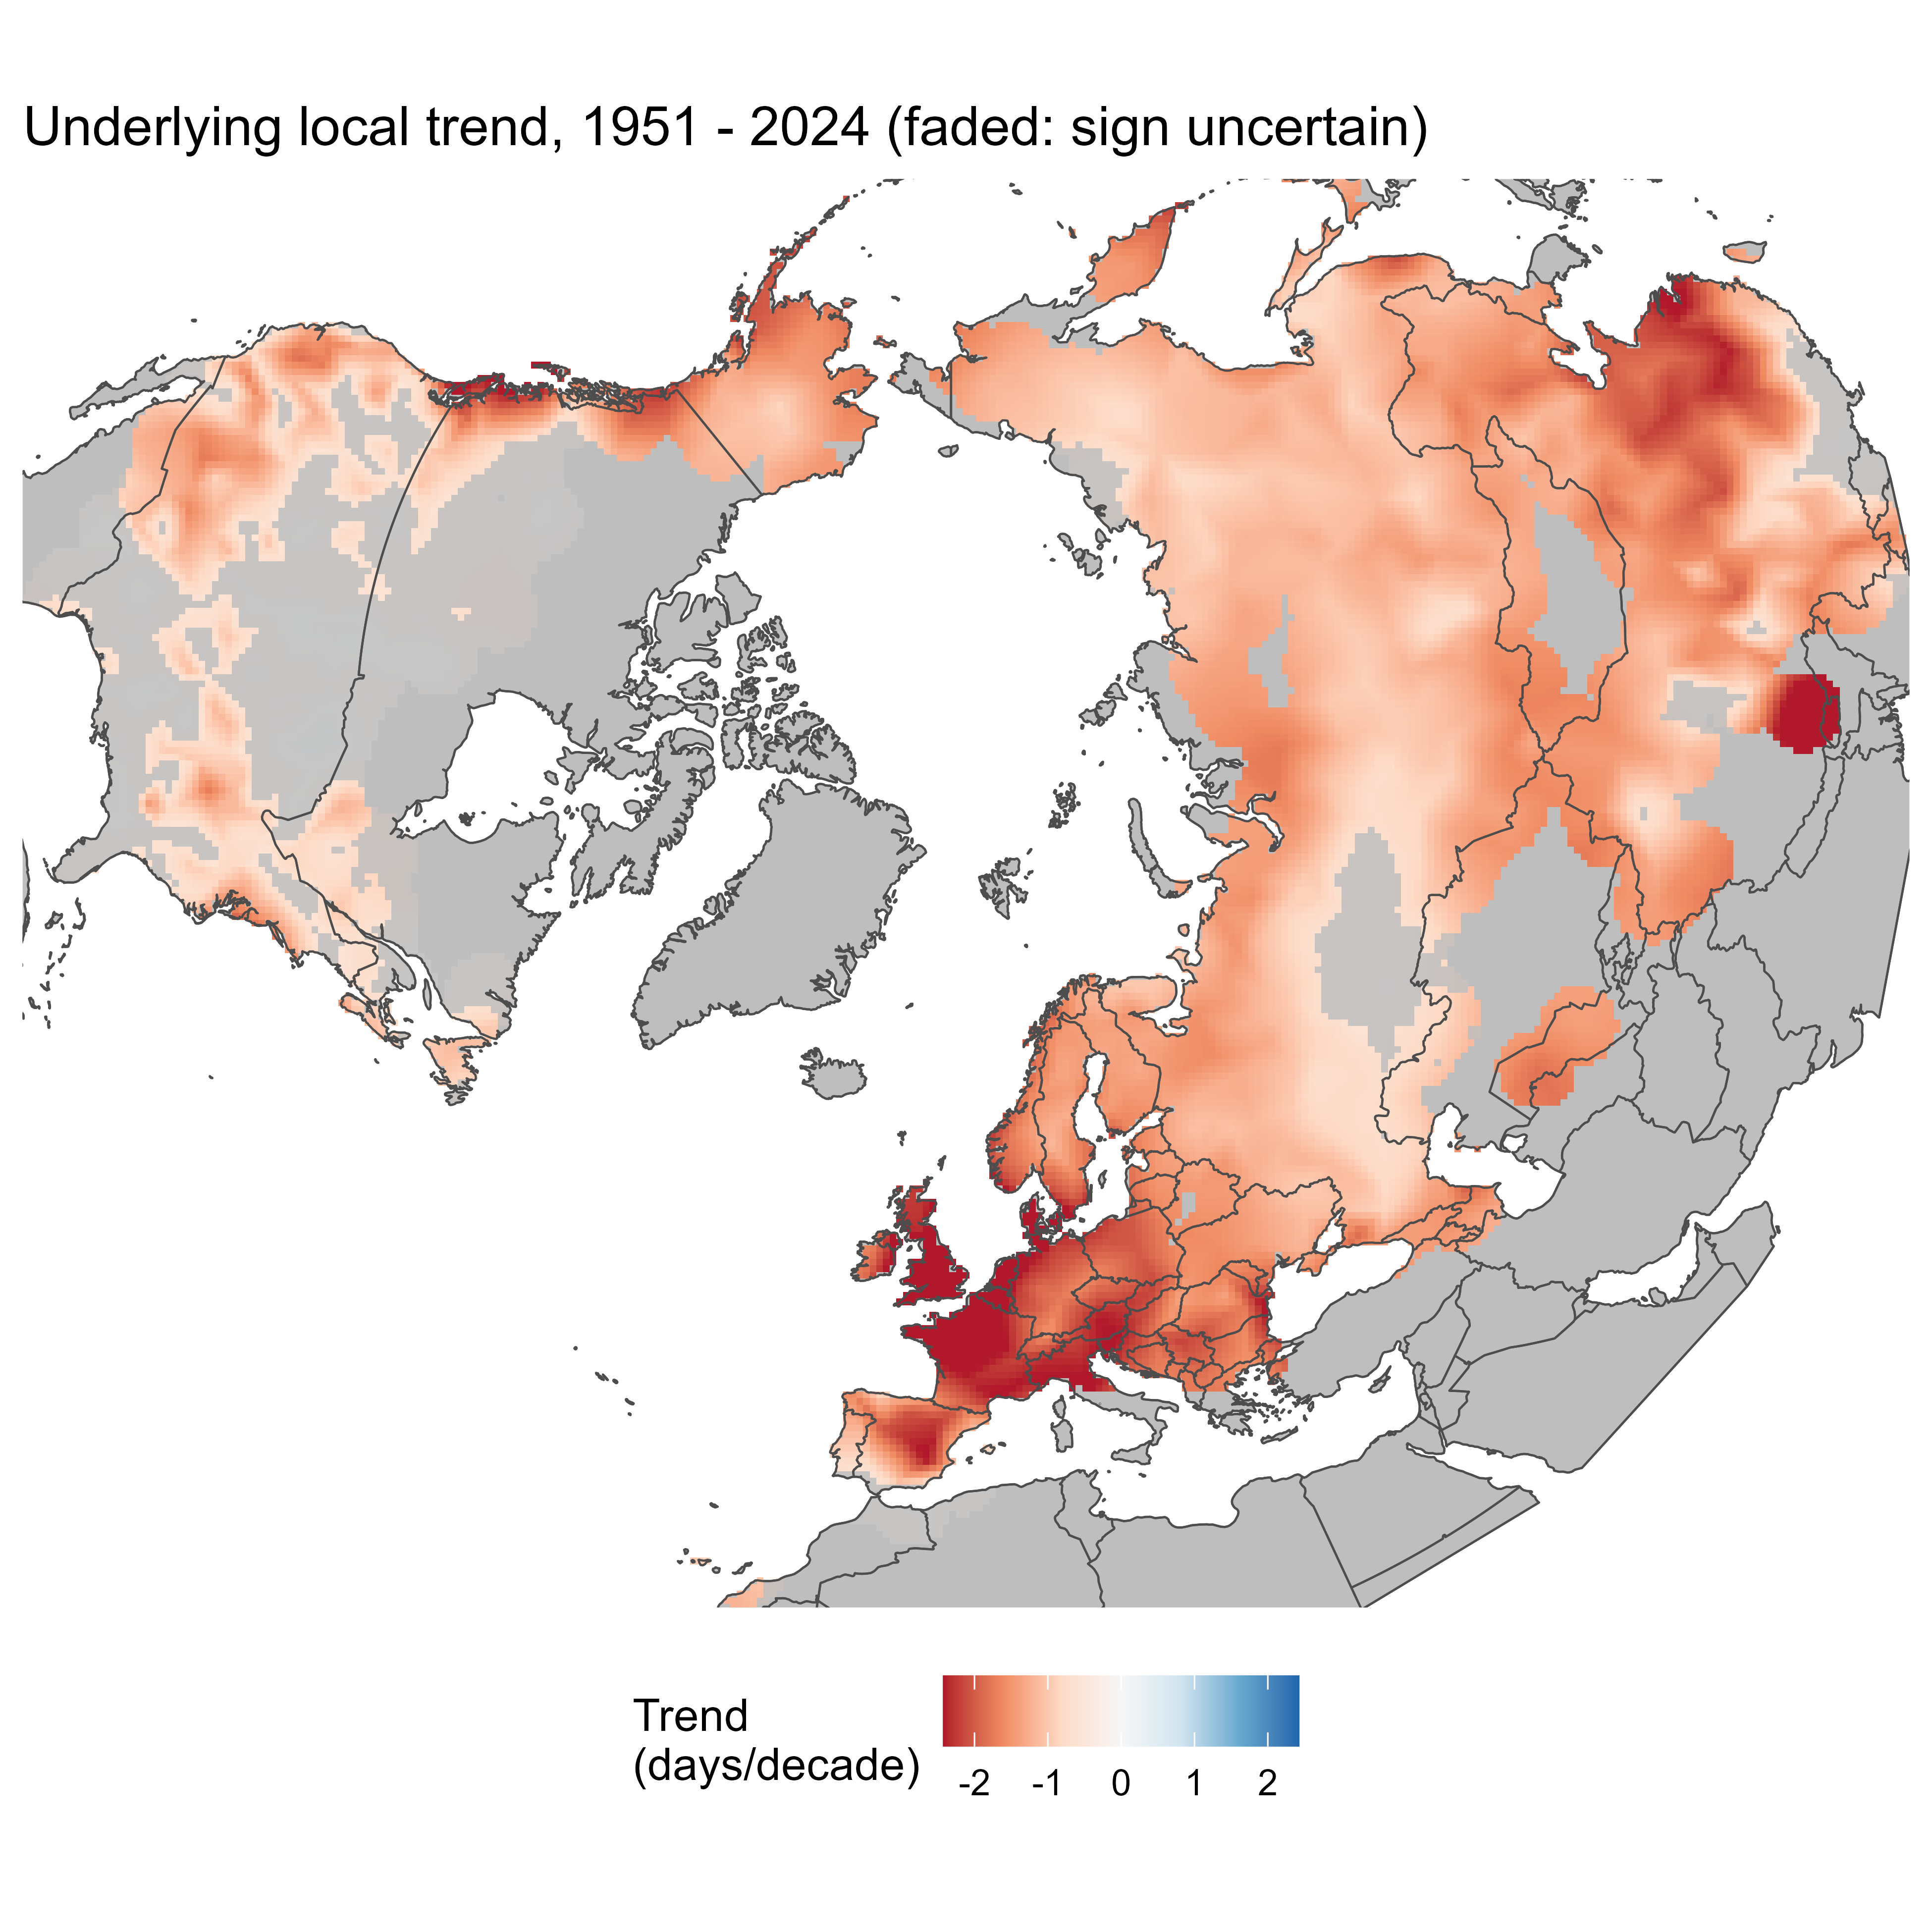 Underlying local trend, 1951 - 2024 (faded: sign uncertain)
Trend
(days/decade)
-2 -1 0 1 2